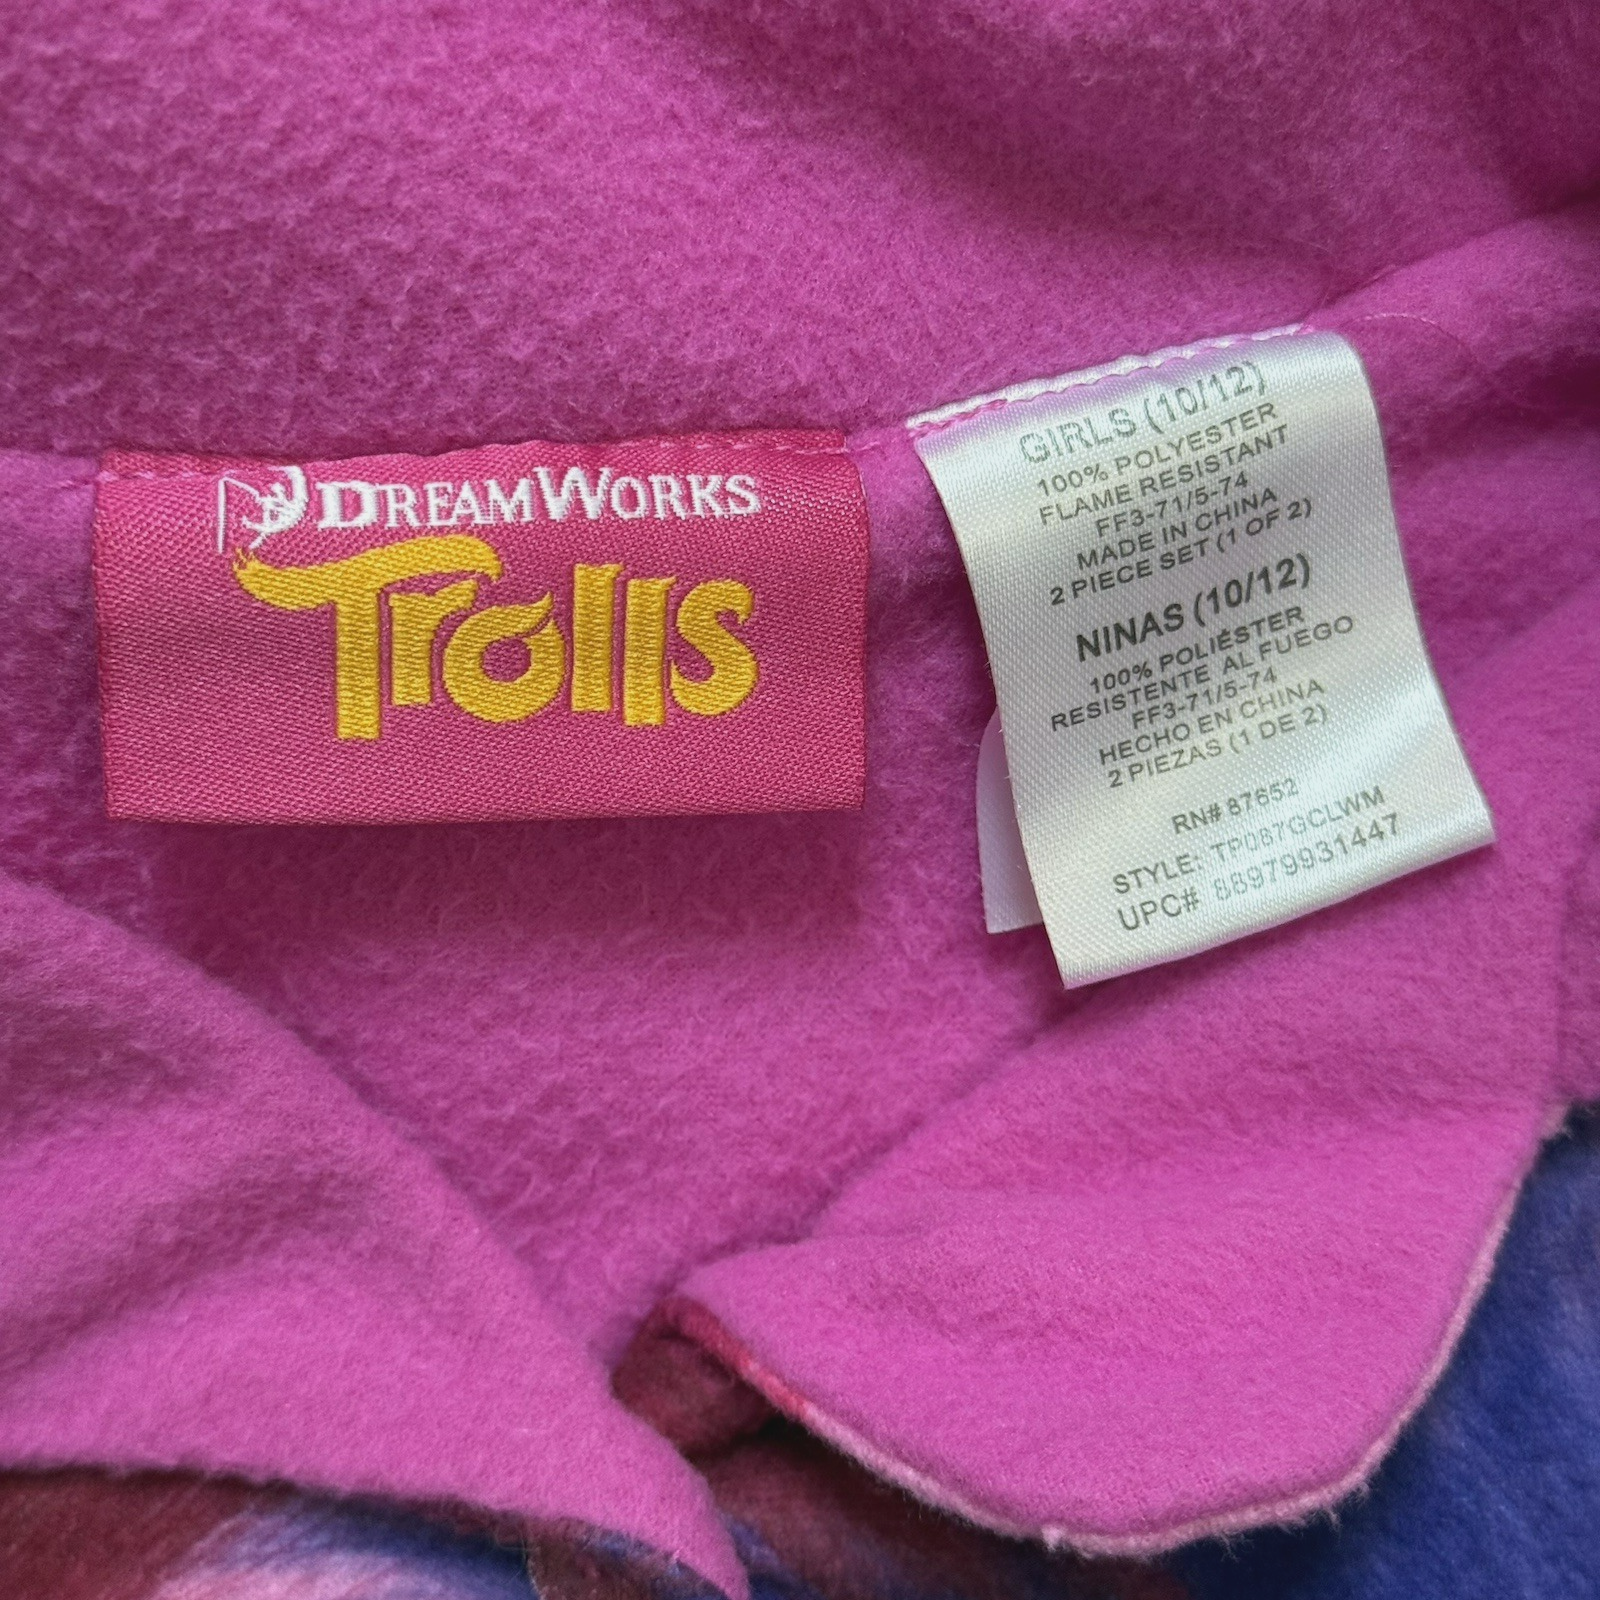 DREAMWORKS
Trolls
GIRLS (10/12)
100% POLYESTER
FLAME RESISTANT
FF3-71/5-74
MADE IN CHINA
2 PIECE SET (1 OF 2)
NINAS (10/12)
100% POLIÉSTER
RESISTENTE AL FUEGO
FF3-71/5-74
HECHO EN CHINA
2 PIEZAS (1 DE 2)
RN# 87652
STYLE: TP087GCLWM
UPC# 88979931447